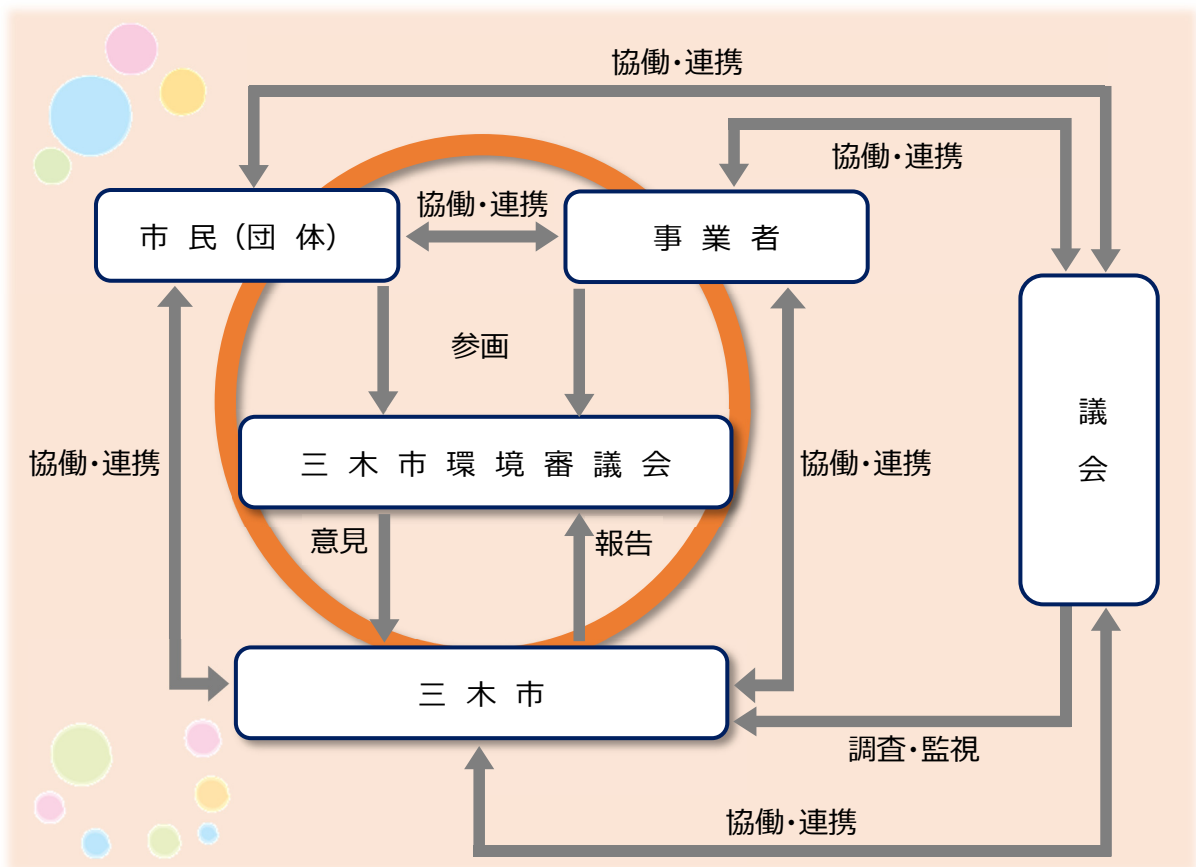 協働・連携
協働・連携
協働・連携
市民（団体）
事業者
参画
議会
三木市環境審議会
協働・連携
協働・連携
意見
報告
三木市
調査・監視
協働・連携